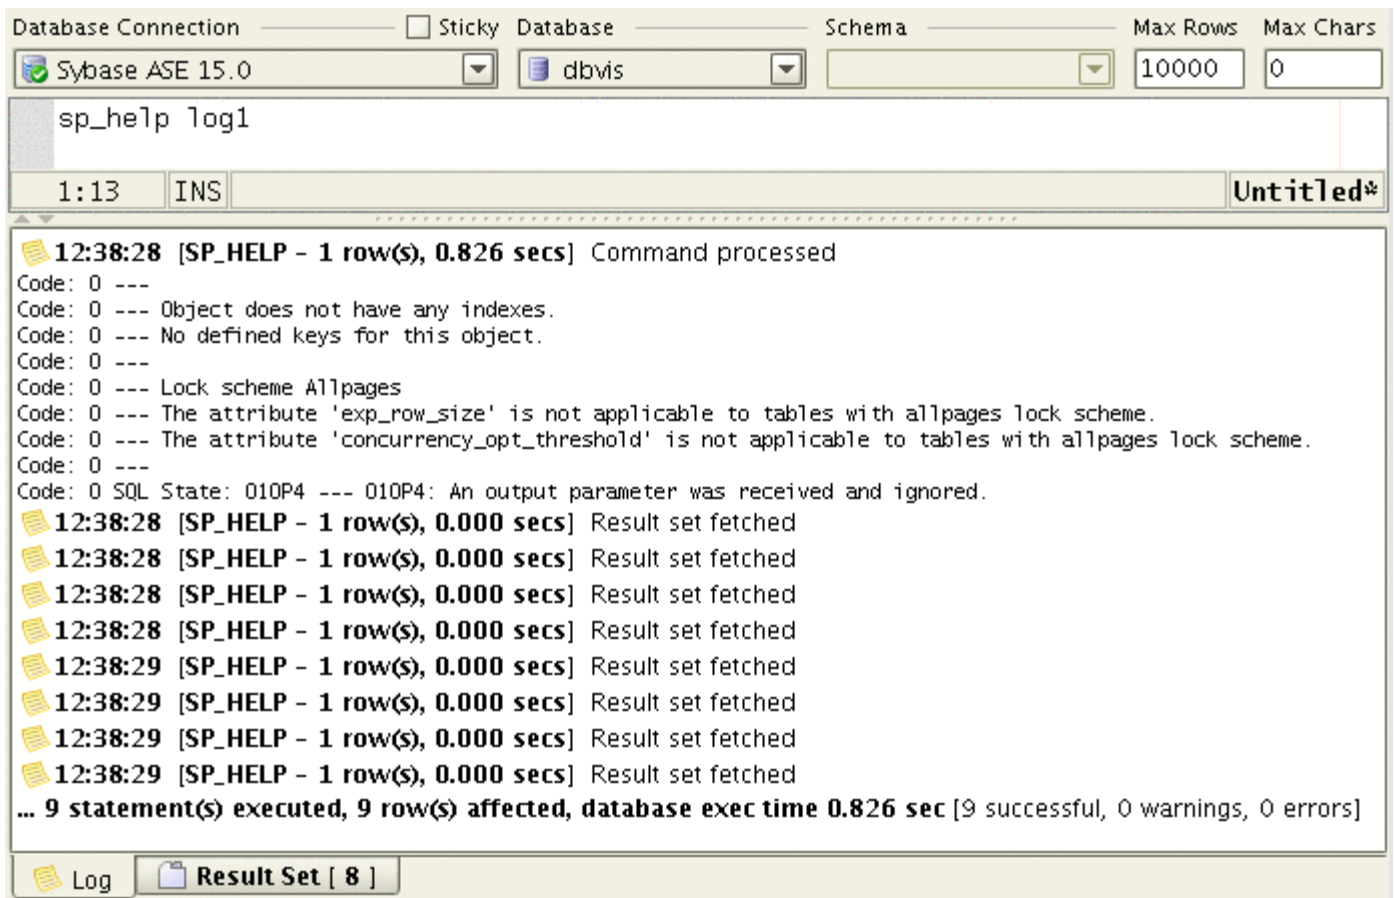 Database Connection Sticky Database Schema Max Rows Max Chars
Sybase ASE 15.0 dbvis 10000 0
sp_help log1
1:13 INS Untitled*
12:38:28 [SP_HELP - 1 row(s), 0.826 secs] Command processed
Code: 0 ---
Code: 0 --- Object does not have any indexes.
Code: 0 --- No defined keys for this object.
Code: 0 ---
Code: 0 --- Lock scheme Allpages
Code: 0 --- The attribute 'exp_row_size' is not applicable to tables with allpages lock scheme.
Code: 0 --- The attribute 'concurrency_opt_threshold' is not applicable to tables with allpages lock scheme.
Code: 0 ---
Code: 0 SQL State: 010P4 --- 010P4: An output parameter was received and ignored.
12:38:28 [SP_HELP - 1 row(s), 0.000 secs] Result set fetched
12:38:28 [SP_HELP - 1 row(s), 0.000 secs] Result set fetched
12:38:28 [SP_HELP - 1 row(s), 0.000 secs] Result set fetched
12:38:28 [SP_HELP - 1 row(s), 0.000 secs] Result set fetched
12:38:29 [SP_HELP - 1 row(s), 0.000 secs] Result set fetched
12:38:29 [SP_HELP - 1 row(s), 0.000 secs] Result set fetched
12:38:29 [SP_HELP - 1 row(s), 0.000 secs] Result set fetched
12:38:29 [SP_HELP - 1 row(s), 0.000 secs] Result set fetched
... 9 statement(s) executed, 9 row(s) affected, database exec time 0.826 sec [9 successful, 0 warnings, 0 errors]
Log Result Set [ 8 ]